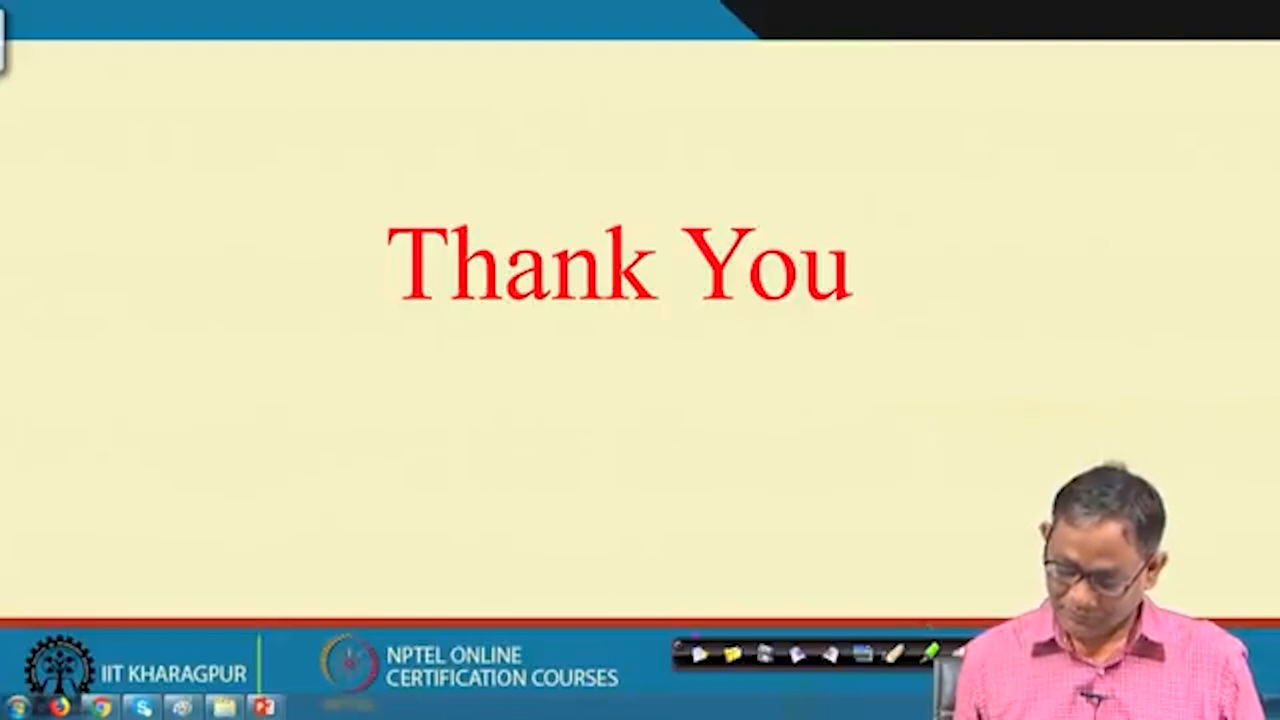 Thank You
IIT KHARAGPUR
NPTEL ONLINE
CERTIFICATION COURSES